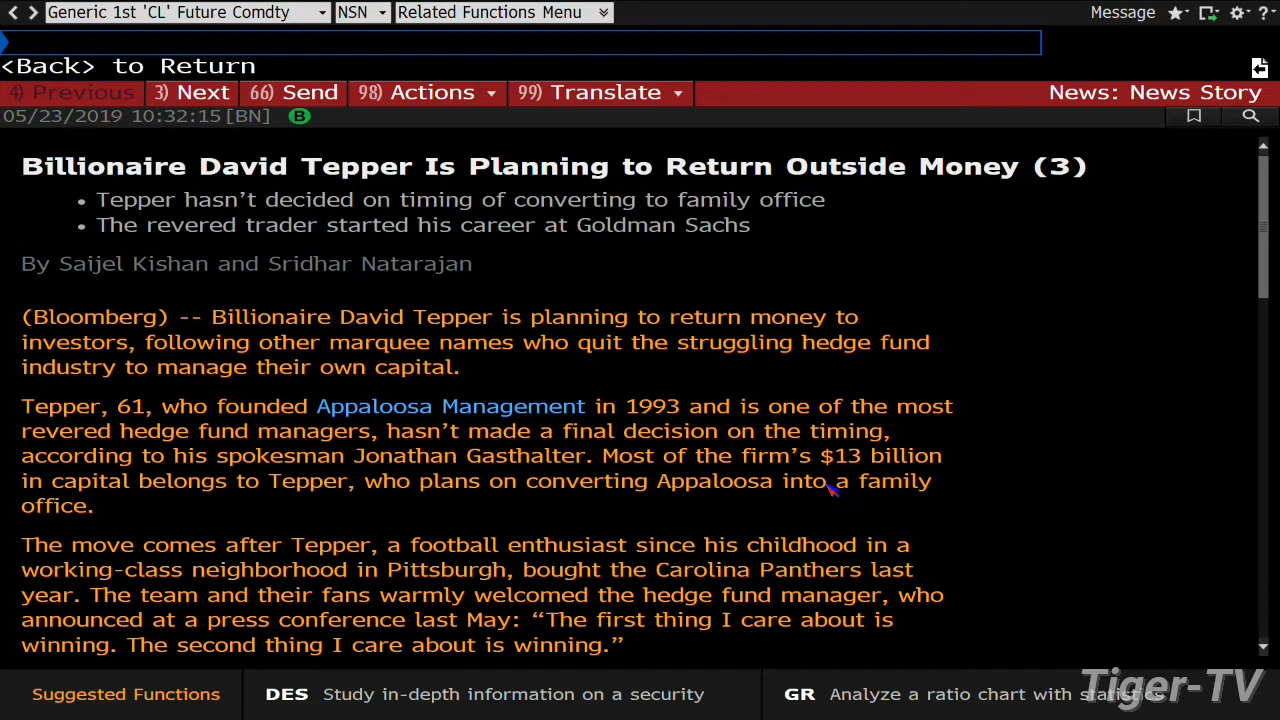 Generic 1st 'CL' Future Comdty NSN Related Functions Menu Message
<Back> to Return
4) Previous 3) Next 66) Send 98) Actions 99) Translate News: News Story
05/23/2019 10:32:15 [BN] B
Billionaire David Tepper Is Planning to Return Outside Money (3)
• Tepper hasn't decided on timing of converting to family office
• The revered trader started his career at Goldman Sachs
By Saijel Kishan and Sridhar Natarajan
(Bloomberg) -- Billionaire David Tepper is planning to return money to
investors, following other marquee names who quit the struggling hedge fund
industry to manage their own capital.
Tepper, 61, who founded Appaloosa Management in 1993 and is one of the most
revered hedge fund managers, hasn't made a final decision on the timing,
according to his spokesman Jonathan Gasthalter. Most of the firm's $13 billion
in capital belongs to Tepper, who plans on converting Appaloosa into a family
office.
The move comes after Tepper, a football enthusiast since his childhood in a
working-class neighborhood in Pittsburgh, bought the Carolina Panthers last
year. The team and their fans warmly welcomed the hedge fund manager, who
announced at a press conference last May: “The first thing I care about is
winning. The second thing I care about is winning.”
Suggested Functions DES Study in-depth information on a security GR Analyze a ratio chart with statistics
Tiger-TV